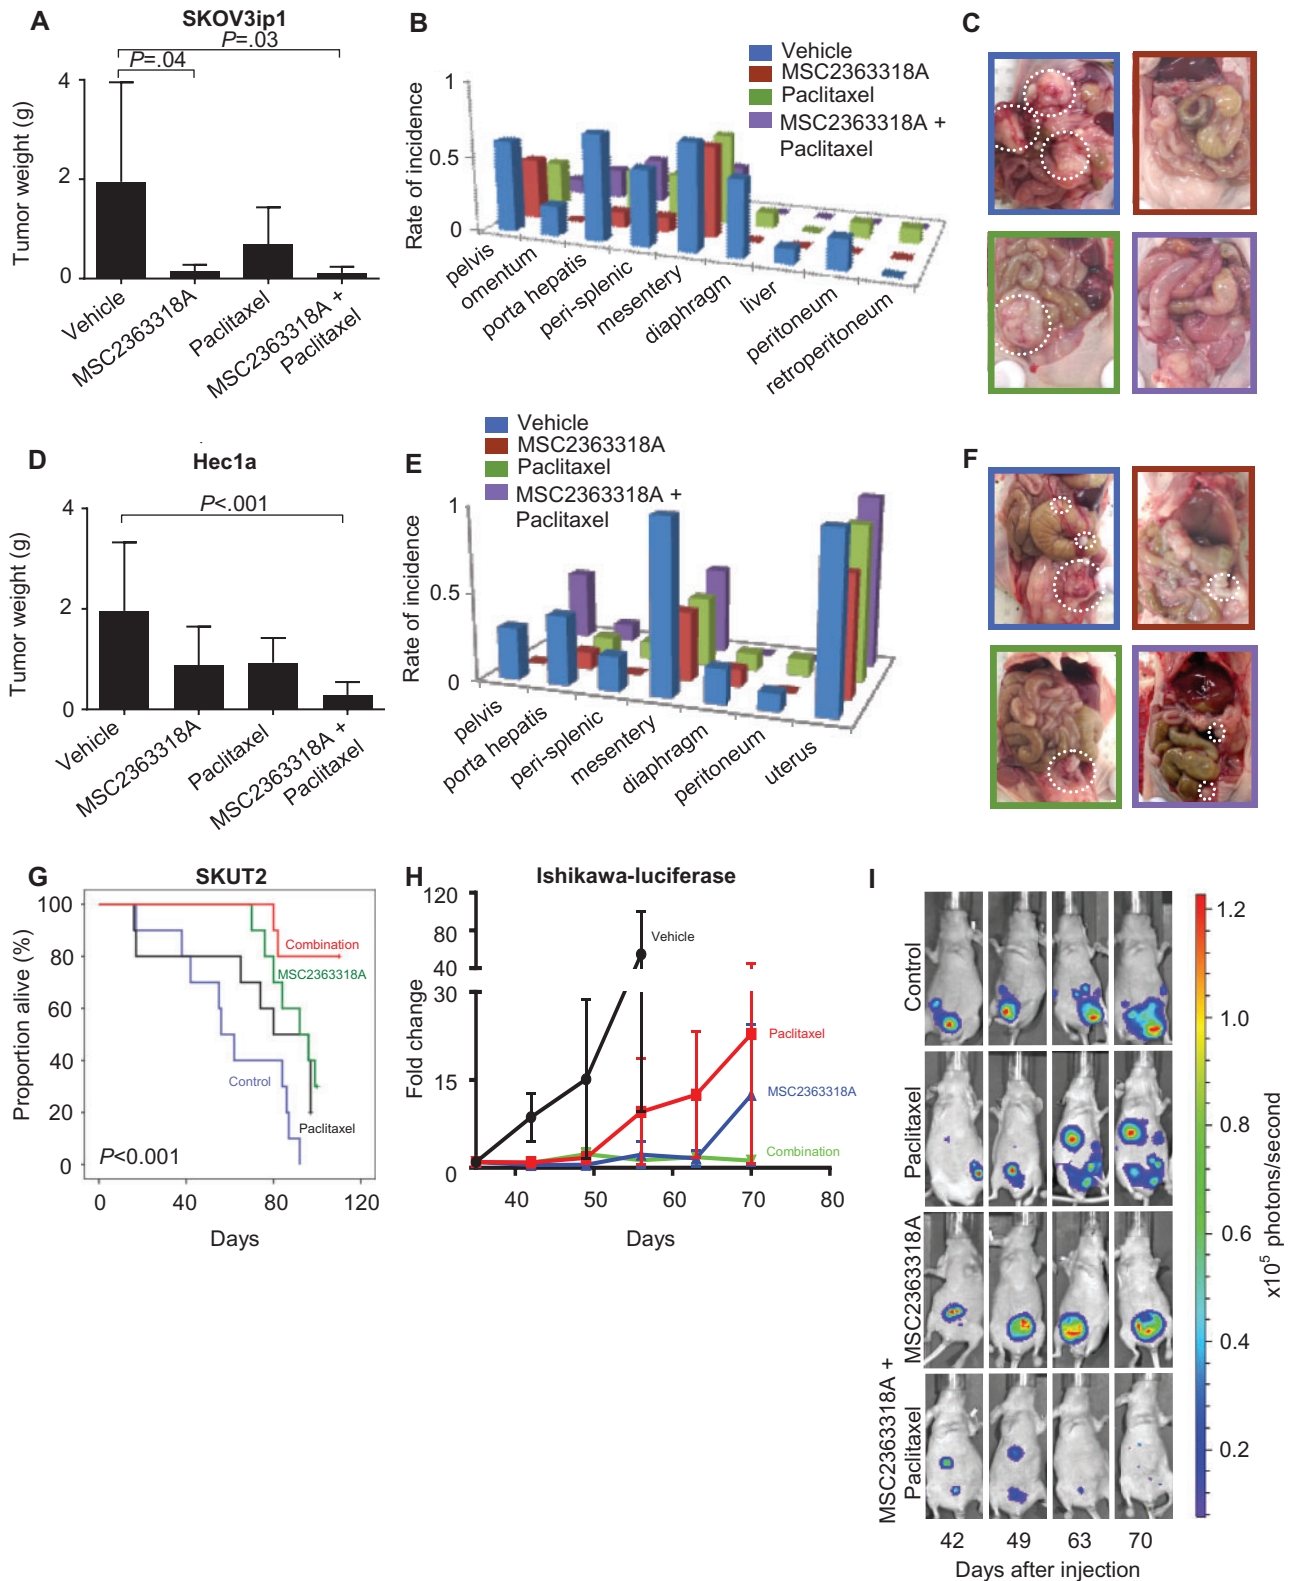 A
SKOV3ip1
P=.03
P=.04
Tumor weight (g)
4
2
0
Vehicle
MSC2363318A
Paclitaxel
MSC2363318A +
Paclitaxel
B
Vehicle
MSC2363318A
Paclitaxel
MSC2363318A +
Paclitaxel
Rate of incidence
1
0.5
0
pelvis
omentum
porta hepatis
peri-splenic
mesentery
diaphragm
liver
peritoneum
retroperitoneum
C
D
Hec1a
P<.001
Tumor weight (g)
4
2
0
Vehicle
MSC2363318A
Paclitaxel
MSC2363318A +
Paclitaxel
E
Vehicle
MSC2363318A
Paclitaxel
MSC2363318A +
Paclitaxel
Rate of incidence
1
0.5
0
pelvis
porta hepatis
peri-splenic
mesentery
diaphragm
peritoneum
uterus
F
G
SKUT2
Proportion alive (%)
100
80
60
40
20
0
Combination
MSC2363318A
Control
Paclitaxel
P<0.001
0 40 80 120
Days
H
Ishikawa-luciferase
Fold change
120
80
40
30
15
0
Vehicle
Paclitaxel
MSC2363318A
Combination
40 50 60 70 80
Days
I
Control
Paclitaxel
MSC2363318A
MSC2363318A +
Paclitaxel
42 49 63 70
Days after injection
1.2
1.0
0.8
0.6
0.4
0.2
x10⁵ photons/second